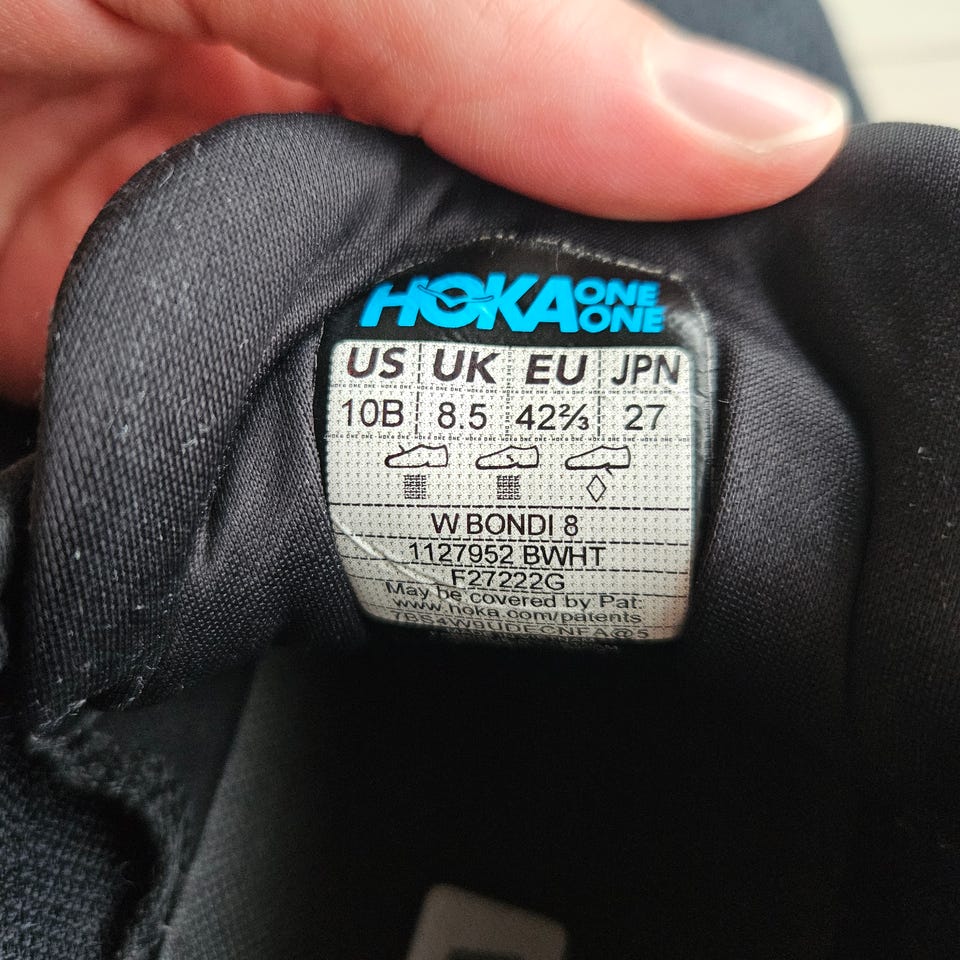 HOKA ONE ONE
US UK EU JPN
10B 8.5 42⅔ 27
W BONDI 8
1127952 BWHT
F27222G
May be covered by Pat:
www.hoka.com/patents